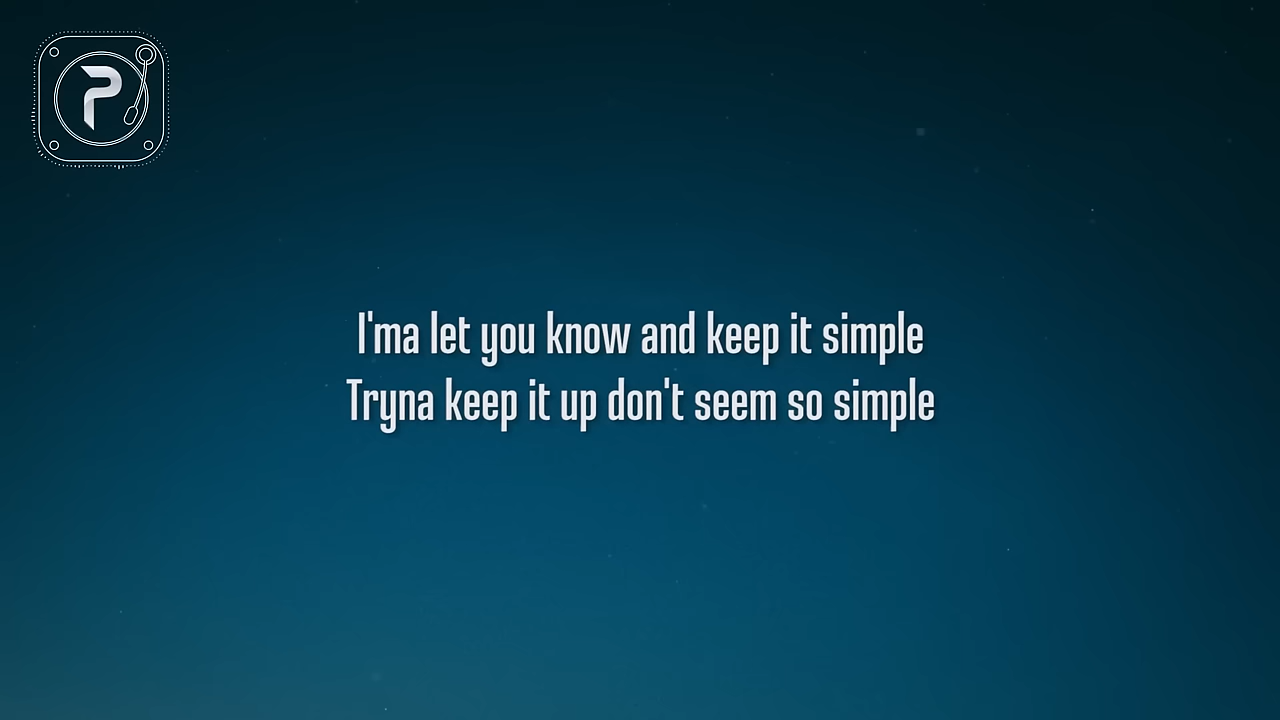 P
I'ma let you know and keep it simple
Tryna keep it up don't seem so simple